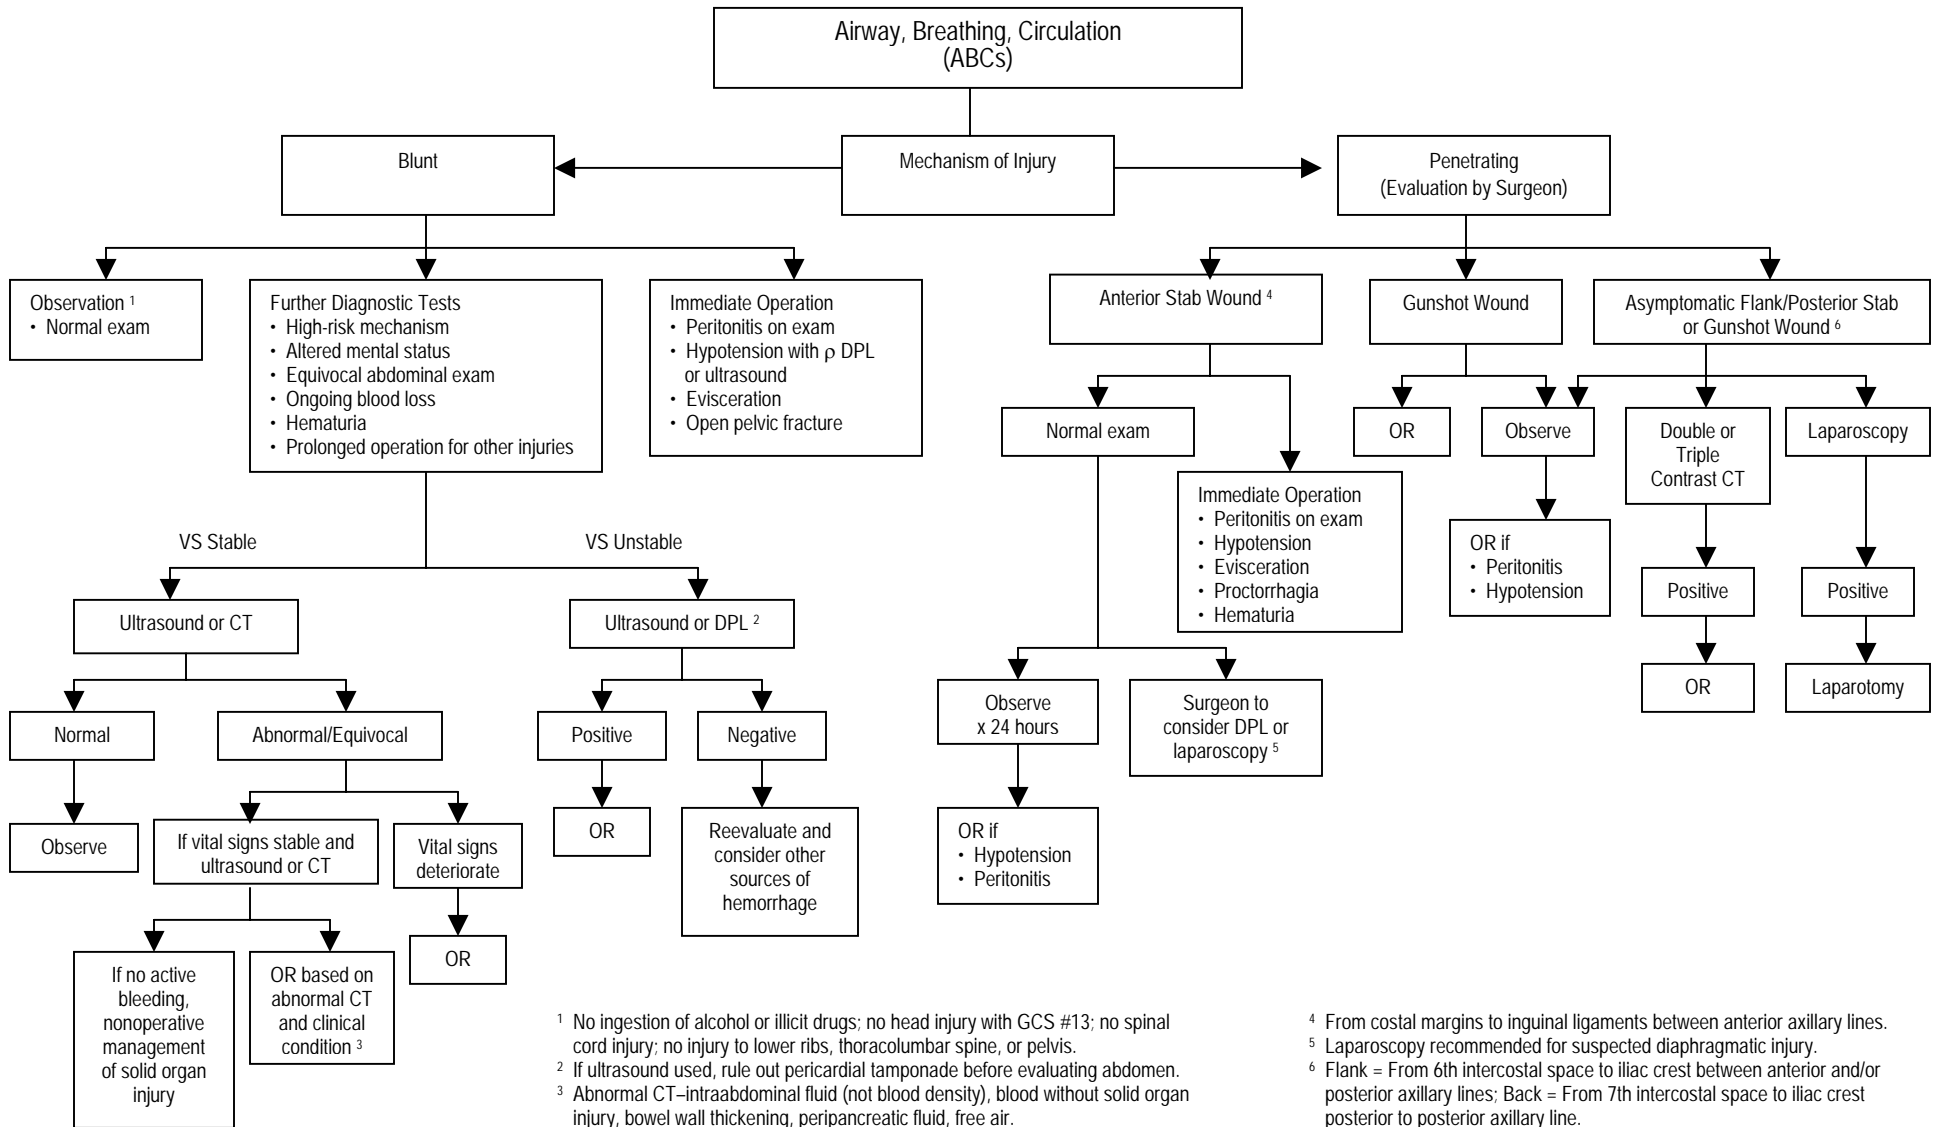 Airway, Breathing, Circulation
(ABCs)
Blunt
Mechanism of Injury
Penetrating
(Evaluation by Surgeon)
Observation ¹
• Normal exam
Further Diagnostic Tests
• High-risk mechanism
• Altered mental status
• Equivocal abdominal exam
• Ongoing blood loss
• Hematuria
• Prolonged operation for other injuries
Immediate Operation
• Peritonitis on exam
• Hypotension with ρ DPL
or ultrasound
• Evisceration
• Open pelvic fracture
Anterior Stab Wound ⁴
Gunshot Wound
Asymptomatic Flank/Posterior Stab
or Gunshot Wound ⁶
Normal exam
OR
Observe
Double or
Triple
Contrast CT
Laparoscopy
Immediate Operation
• Peritonitis on exam
• Hypotension
• Evisceration
• Proctorrhagia
• Hematuria
OR if
• Peritonitis
• Hypotension
Positive
Positive
OR
Laparotomy
VS Stable
VS Unstable
Ultrasound or CT
Ultrasound or DPL ²
Normal
Abnormal/Equivocal
Positive
Negative
Observe
x 24 hours
Surgeon to
consider DPL or
laparoscopy ⁵
Observe
If vital signs stable and
ultrasound or CT
Vital signs
deteriorate
OR
Reevaluate and
consider other
sources of
hemorrhage
OR if
• Hypotension
• Peritonitis
If no active
bleeding,
nonoperative
management
of solid organ
injury
OR based on
abnormal CT
and clinical
condition ³
OR
¹ No ingestion of alcohol or illicit drugs; no head injury with GCS #13; no spinal
cord injury; no injury to lower ribs, thoracolumbar spine, or pelvis.
² If ultrasound used, rule out pericardial tamponade before evaluating abdomen.
³ Abnormal CT–intraabdominal fluid (not blood density), blood without solid organ
injury, bowel wall thickening, peripancreatic fluid, free air.
⁴ From costal margins to inguinal ligaments between anterior axillary lines.
⁵ Laparoscopy recommended for suspected diaphragmatic injury.
⁶ Flank = From 6th intercostal space to iliac crest between anterior and/or
posterior axillary lines; Back = From 7th intercostal space to iliac crest
posterior to posterior axillary line.